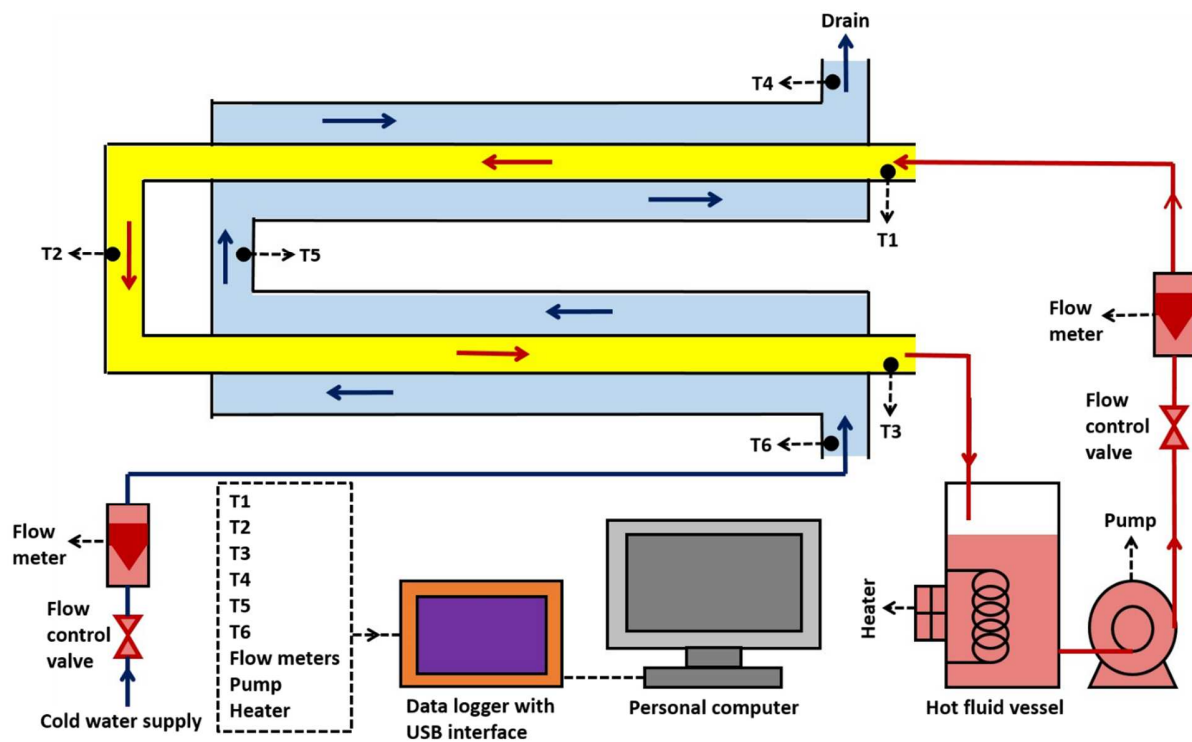 Drain
T4
T1
T2
T5
Flow
meter
T3
Flow
control
valve
T6
Flow
meter
T1
T2
T3
T4
T5
T6
Flow meters
Pump
Heater
Pump
Heater
Flow
control
valve
Cold water supply
Data logger with
USB interface
Personal computer
Hot fluid vessel